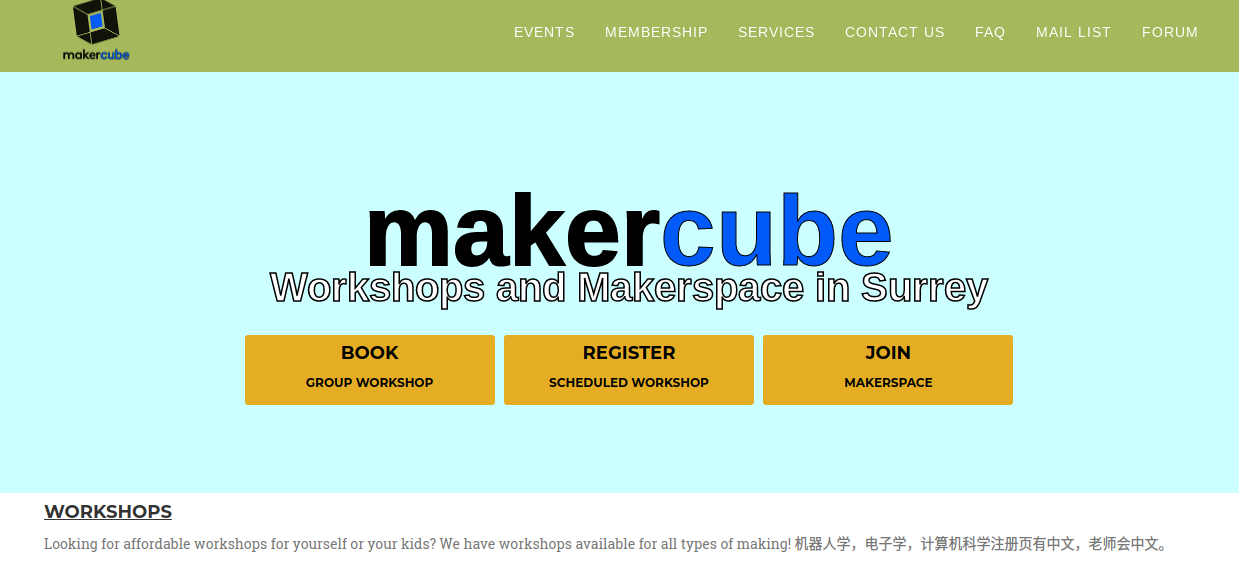 makercube
EVENTS MEMBERSHIP SERVICES CONTACT US FAQ MAIL LIST FORUM
makercube
Workshops and Makerspace in Surrey
BOOK
GROUP WORKSHOP
REGISTER
SCHEDULED WORKSHOP
JOIN
MAKERSPACE
WORKSHOPS
Looking for affordable workshops for yourself or your kids? We have workshops available for all types of making! 机器人学，电子学，计算机科学注册页有中文，老师会中文。